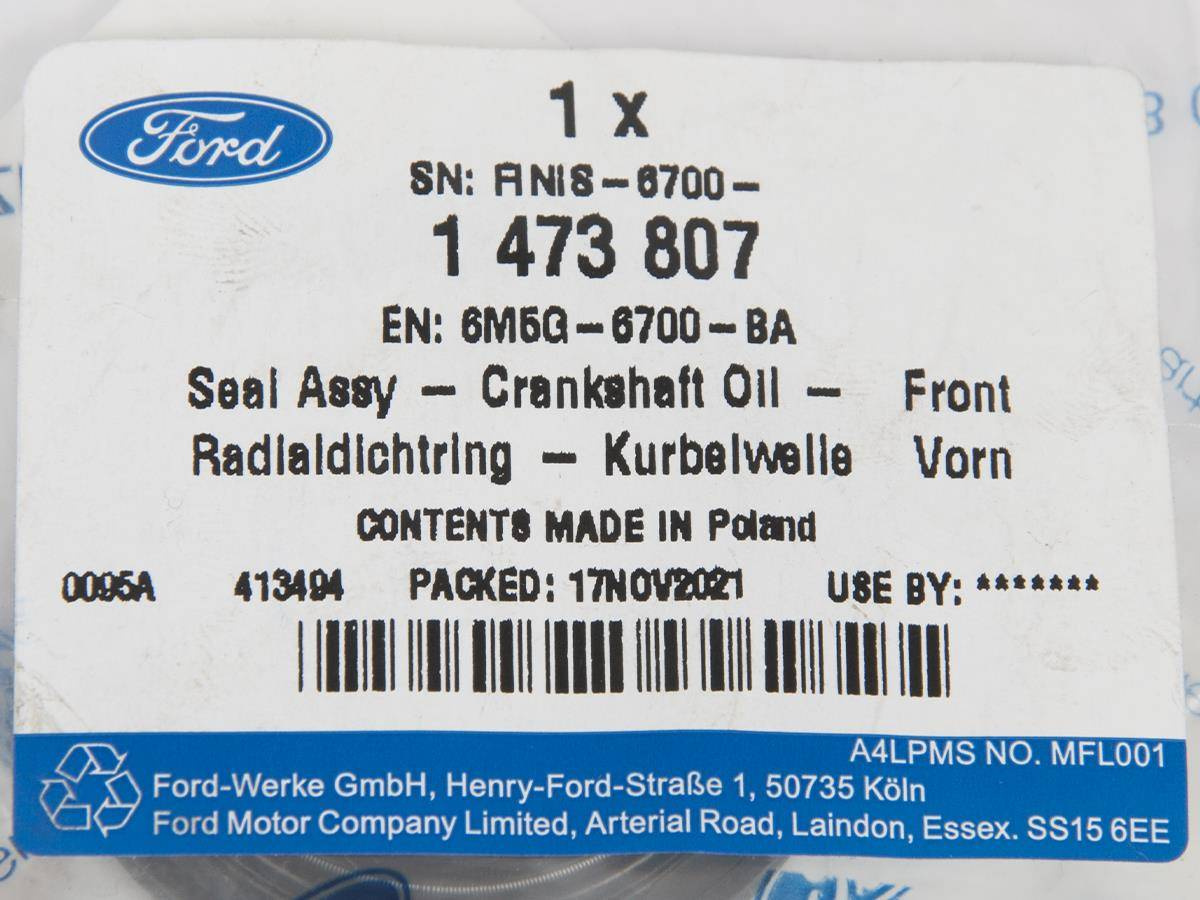 Ford
1 x
SN: FINIS-6700-
1 473 807
EN: 6M5G-6700-BA
Seal Assy - Crankshaft Oil - Front
Radialdichtring - Kurbelwelle Vorn
CONTENTS MADE IN Poland
0095A 413494 PACKED: 17NOV2021 USE BY: *******
A4LPMS NO. MFL001
Ford-Werke GmbH, Henry-Ford-Straße 1, 50735 Köln
Ford Motor Company Limited, Arterial Road, Laindon, Essex. SS15 6EE